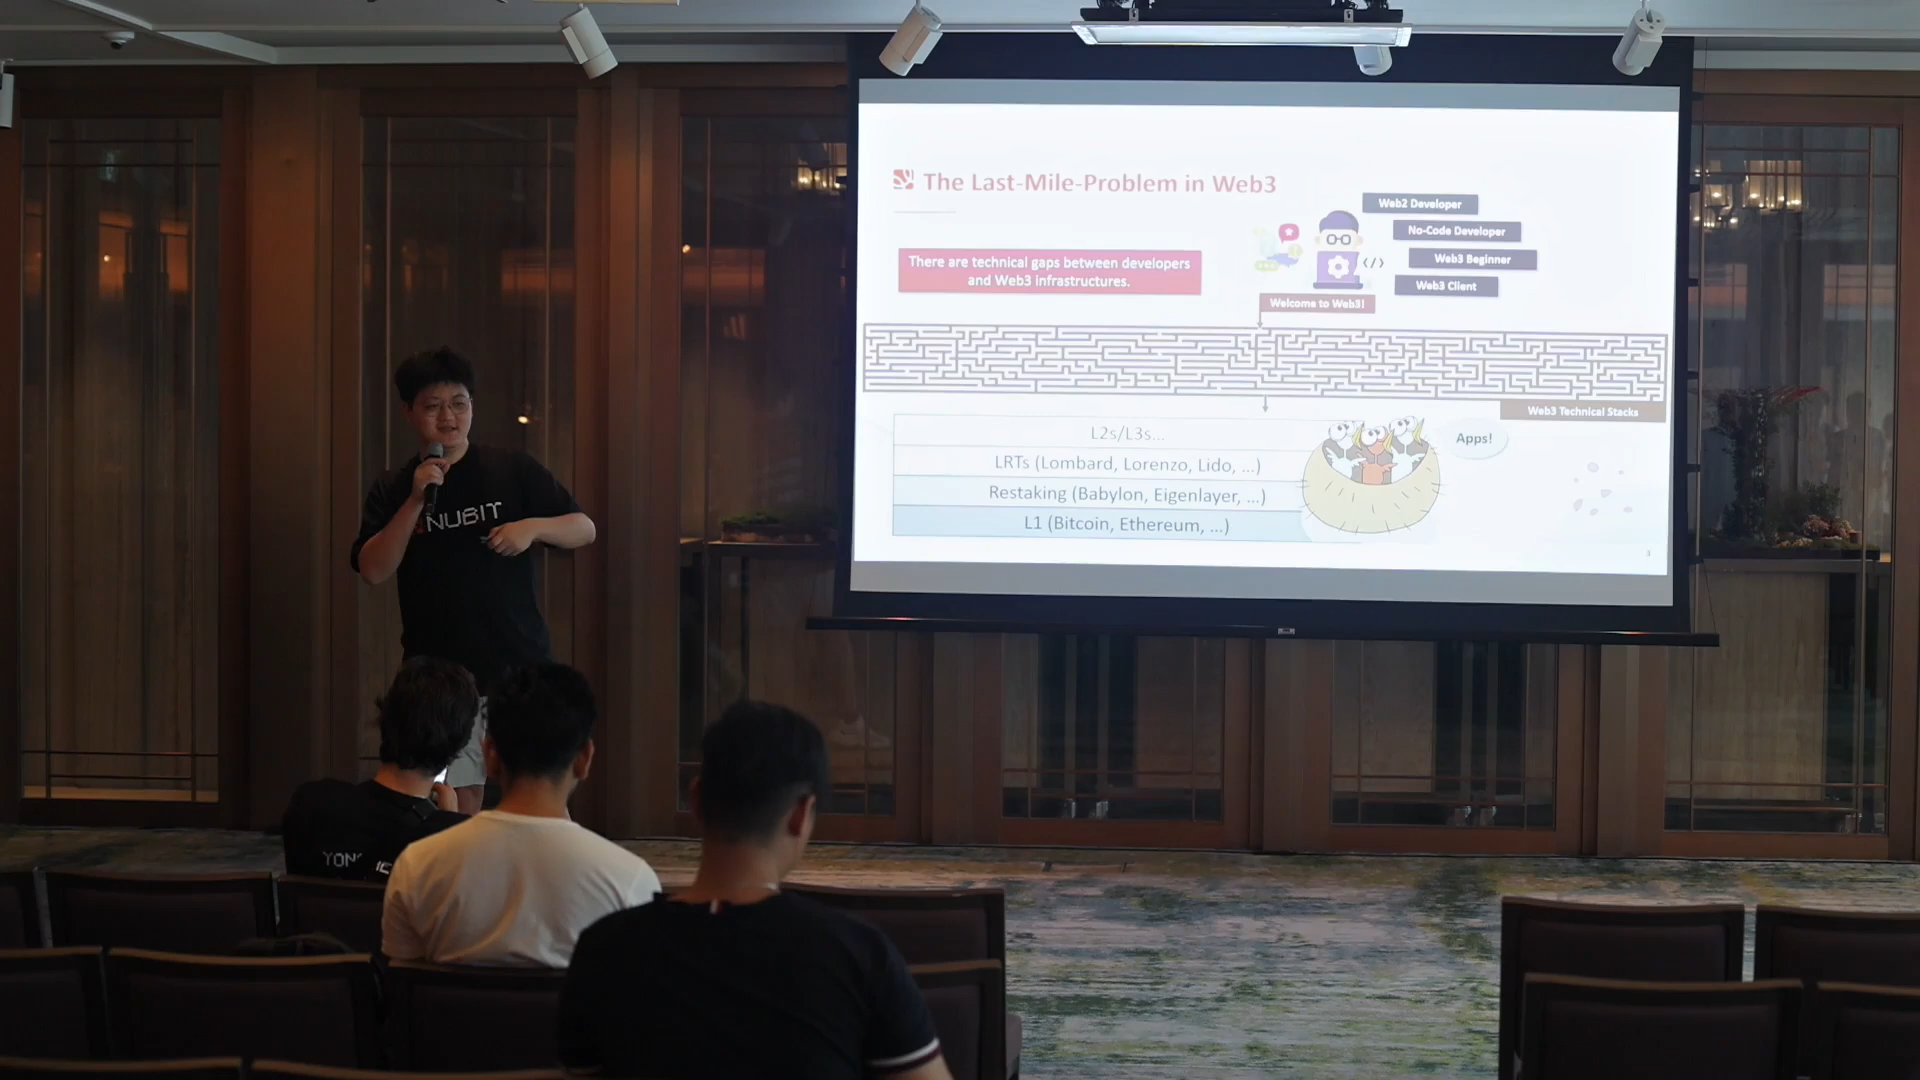 The Last-Mile-Problem in Web3
There are technical gaps between developers
and Web3 infrastructures.
Web2 Developer
No-Code Developer
Web3 Beginner
Web3 Client
</>
Welcome to Web3!
Web3 Technical Stacks
Apps!
L2s/L3s...
LRTs (Lombard, Lorenzo, Lido, ...)
Restaking (Babylon, Eigenlayer, ...)
L1 (Bitcoin, Ethereum, ...)
3
NUBIT